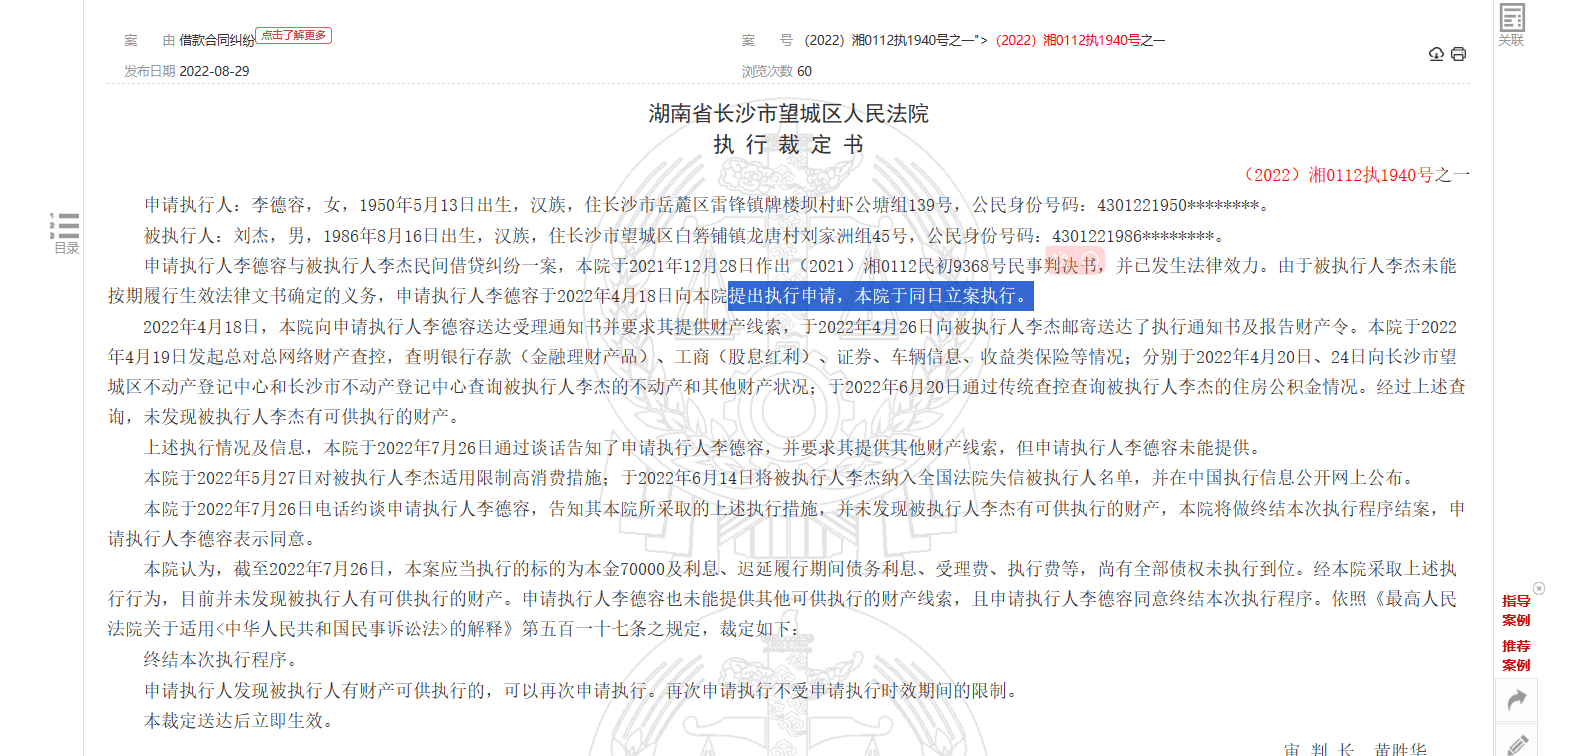 案 由 借款合同纠纷 点击了解更多
案 号 （2022）湘0112执1940号之一">（2022）湘0112执1940号之一
发布日期 2022-08-29
浏览次数 60
关联
目录
湖南省长沙市望城区人民法院
执 行 裁 定 书
（2022）湘0112执1940号之一
申请执行人：李德容，女，1950年5月13日出生，汉族，住长沙市岳麓区雷锋镇牌楼坝村虾公塘组139号，公民身份号码：4301221950********。
被执行人：刘杰，男，1986年8月16日出生，汉族，住长沙市望城区白箬铺镇龙唐村刘家洲组45号，公民身份号码：4301221986********。
申请执行人李德容与被执行人李杰民间借贷纠纷一案，本院于2021年12月28日作出（2021）湘0112民初9368号民事判决书，并已发生法律效力。由于被执行人李杰未能
按期履行生效法律文书确定的义务，申请执行人李德容于2022年4月18日向本院提出执行申请，本院于同日立案执行。
2022年4月18日，本院向申请执行人李德容送达受理通知书并要求其提供财产线索，于2022年4月26日向被执行人李杰邮寄送达了执行通知书及报告财产令。本院于2022
年4月19日发起总对总网络财产查控，查明银行存款（金融理财产品）、工商（股息红利）、证券、车辆信息、收益类保险等情况；分别于2022年4月20日、24日向长沙市望
城区不动产登记中心和长沙市不动产登记中心查询被执行人李杰的不动产和其他财产状况；于2022年6月20日通过传统查控查询被执行人李杰的住房公积金情况。经过上述查
询，未发现被执行人李杰有可供执行的财产。
上述执行情况及信息，本院于2022年7月26日通过谈话告知了申请执行人李德容，并要求其提供其他财产线索，但申请执行人李德容未能提供。
本院于2022年5月27日对被执行人李杰适用限制高消费措施；于2022年6月14日将被执行人李杰纳入全国法院失信被执行人名单，并在中国执行信息公开网上公布。
本院于2022年7月26日电话约谈申请执行人李德容，告知其本院所采取的上述执行措施，并未发现被执行人李杰有可供执行的财产，本院将做终结本次执行程序结案，申
请执行人李德容表示同意。
本院认为，截至2022年7月26日，本案应当执行的标的为本金70000及利息、迟延履行期间债务利息、受理费、执行费等，尚有全部债权未执行到位。经本院采取上述执
行行为，目前并未发现被执行人有可供执行的财产。申请执行人李德容也未能提供其他可供执行的财产线索，且申请执行人李德容同意终结本次执行程序。依照《最高人民
法院关于适用<中华人民共和国民事诉讼法>的解释》第五百一十七条之规定，裁定如下：
终结本次执行程序。
申请执行人发现被执行人有财产可供执行的，可以再次申请执行。再次申请执行不受申请执行时效期间的限制。
本裁定送达后立即生效。
审 判 长 黄胜华
指导
案例
推荐
案例